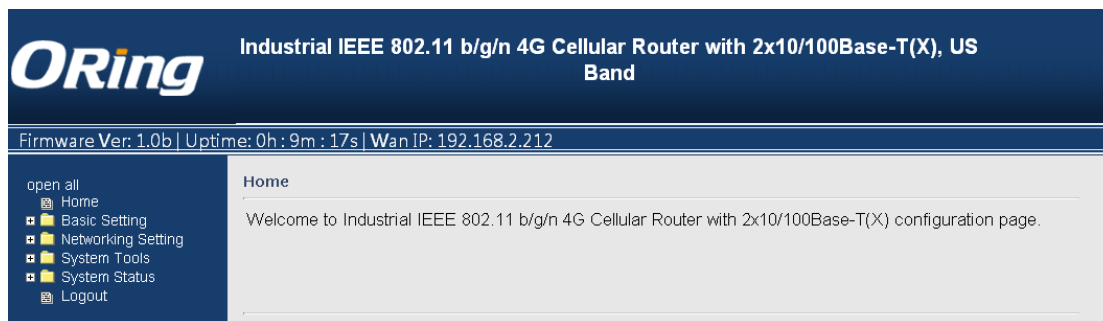 ORing
Industrial IEEE 802.11 b/g/n 4G Cellular Router with 2x10/100Base-T(X), US
Band
Firmware Ver: 1.0b | Uptime: 0h : 9m : 17s | Wan IP: 192.168.2.212
open all
Home
Basic Setting
Networking Setting
System Tools
System Status
Logout
Home
Welcome to Industrial IEEE 802.11 b/g/n 4G Cellular Router with 2x10/100Base-T(X) configuration page.